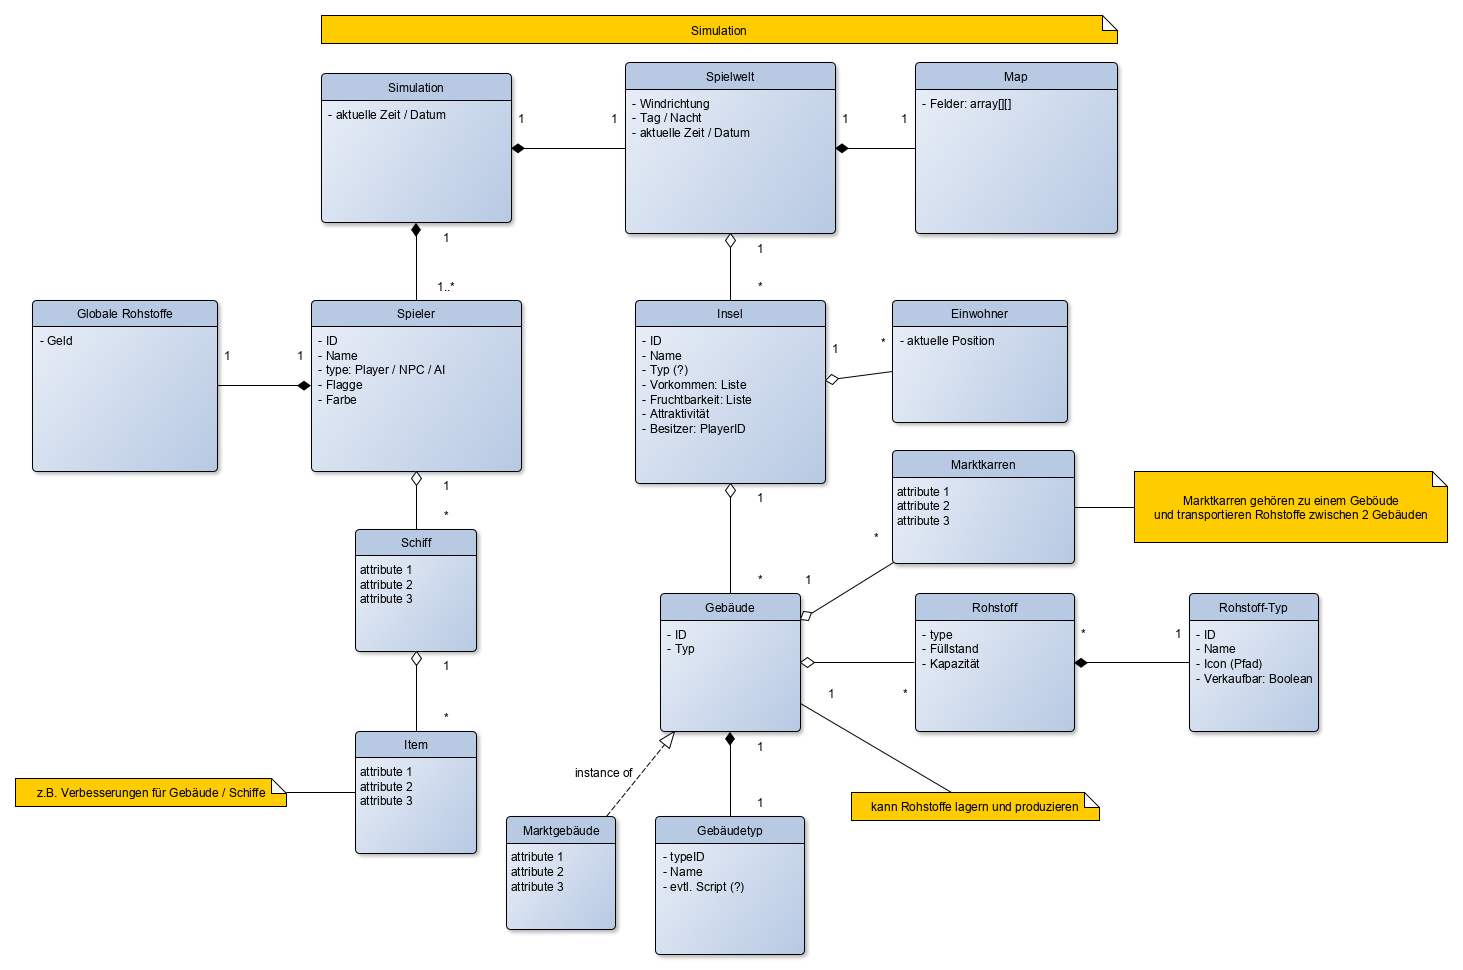 Simulation
Simulation
- aktuelle Zeit / Datum
1
1
Spielwelt
- Windrichtung
- Tag / Nacht
- aktuelle Zeit / Datum
1
1
Map
- Felder: array[][]
1
1..*
1
*
Globale Rohstoffe
- Geld
1
1
Spieler
- ID
- Name
- type: Player / NPC / AI
- Flagge
- Farbe
Insel
- ID
- Name
- Typ (?)
- Vorkommen: Liste
- Fruchtbarkeit: Liste
- Attraktivität
- Besitzer: PlayerID
1
*
Einwohner
- aktuelle Position
1
*
1
*
Marktkarren
attribute 1
attribute 2
attribute 3
Marktkarren gehören zu einem Geböude
und transportieren Rohstoffe zwischen 2 Gebäuden
*
1
Schiff
attribute 1
attribute 2
attribute 3
Gebäude
- ID
- Typ
1
*
Rohstoff
- type
- Füllstand
- Kapazität
*
1
Rohstoff-Typ
- ID
- Name
- Icon (Pfad)
- Verkaufbar: Boolean
1
*
Item
attribute 1
attribute 2
attribute 3
z.B. Verbesserungen für Gebäude / Schiffe
instance of
1
1
kann Rohstoffe lagern und produzieren
Marktgebäude
attribute 1
attribute 2
attribute 3
Gebäudetyp
- typeID
- Name
- evtl. Script (?)